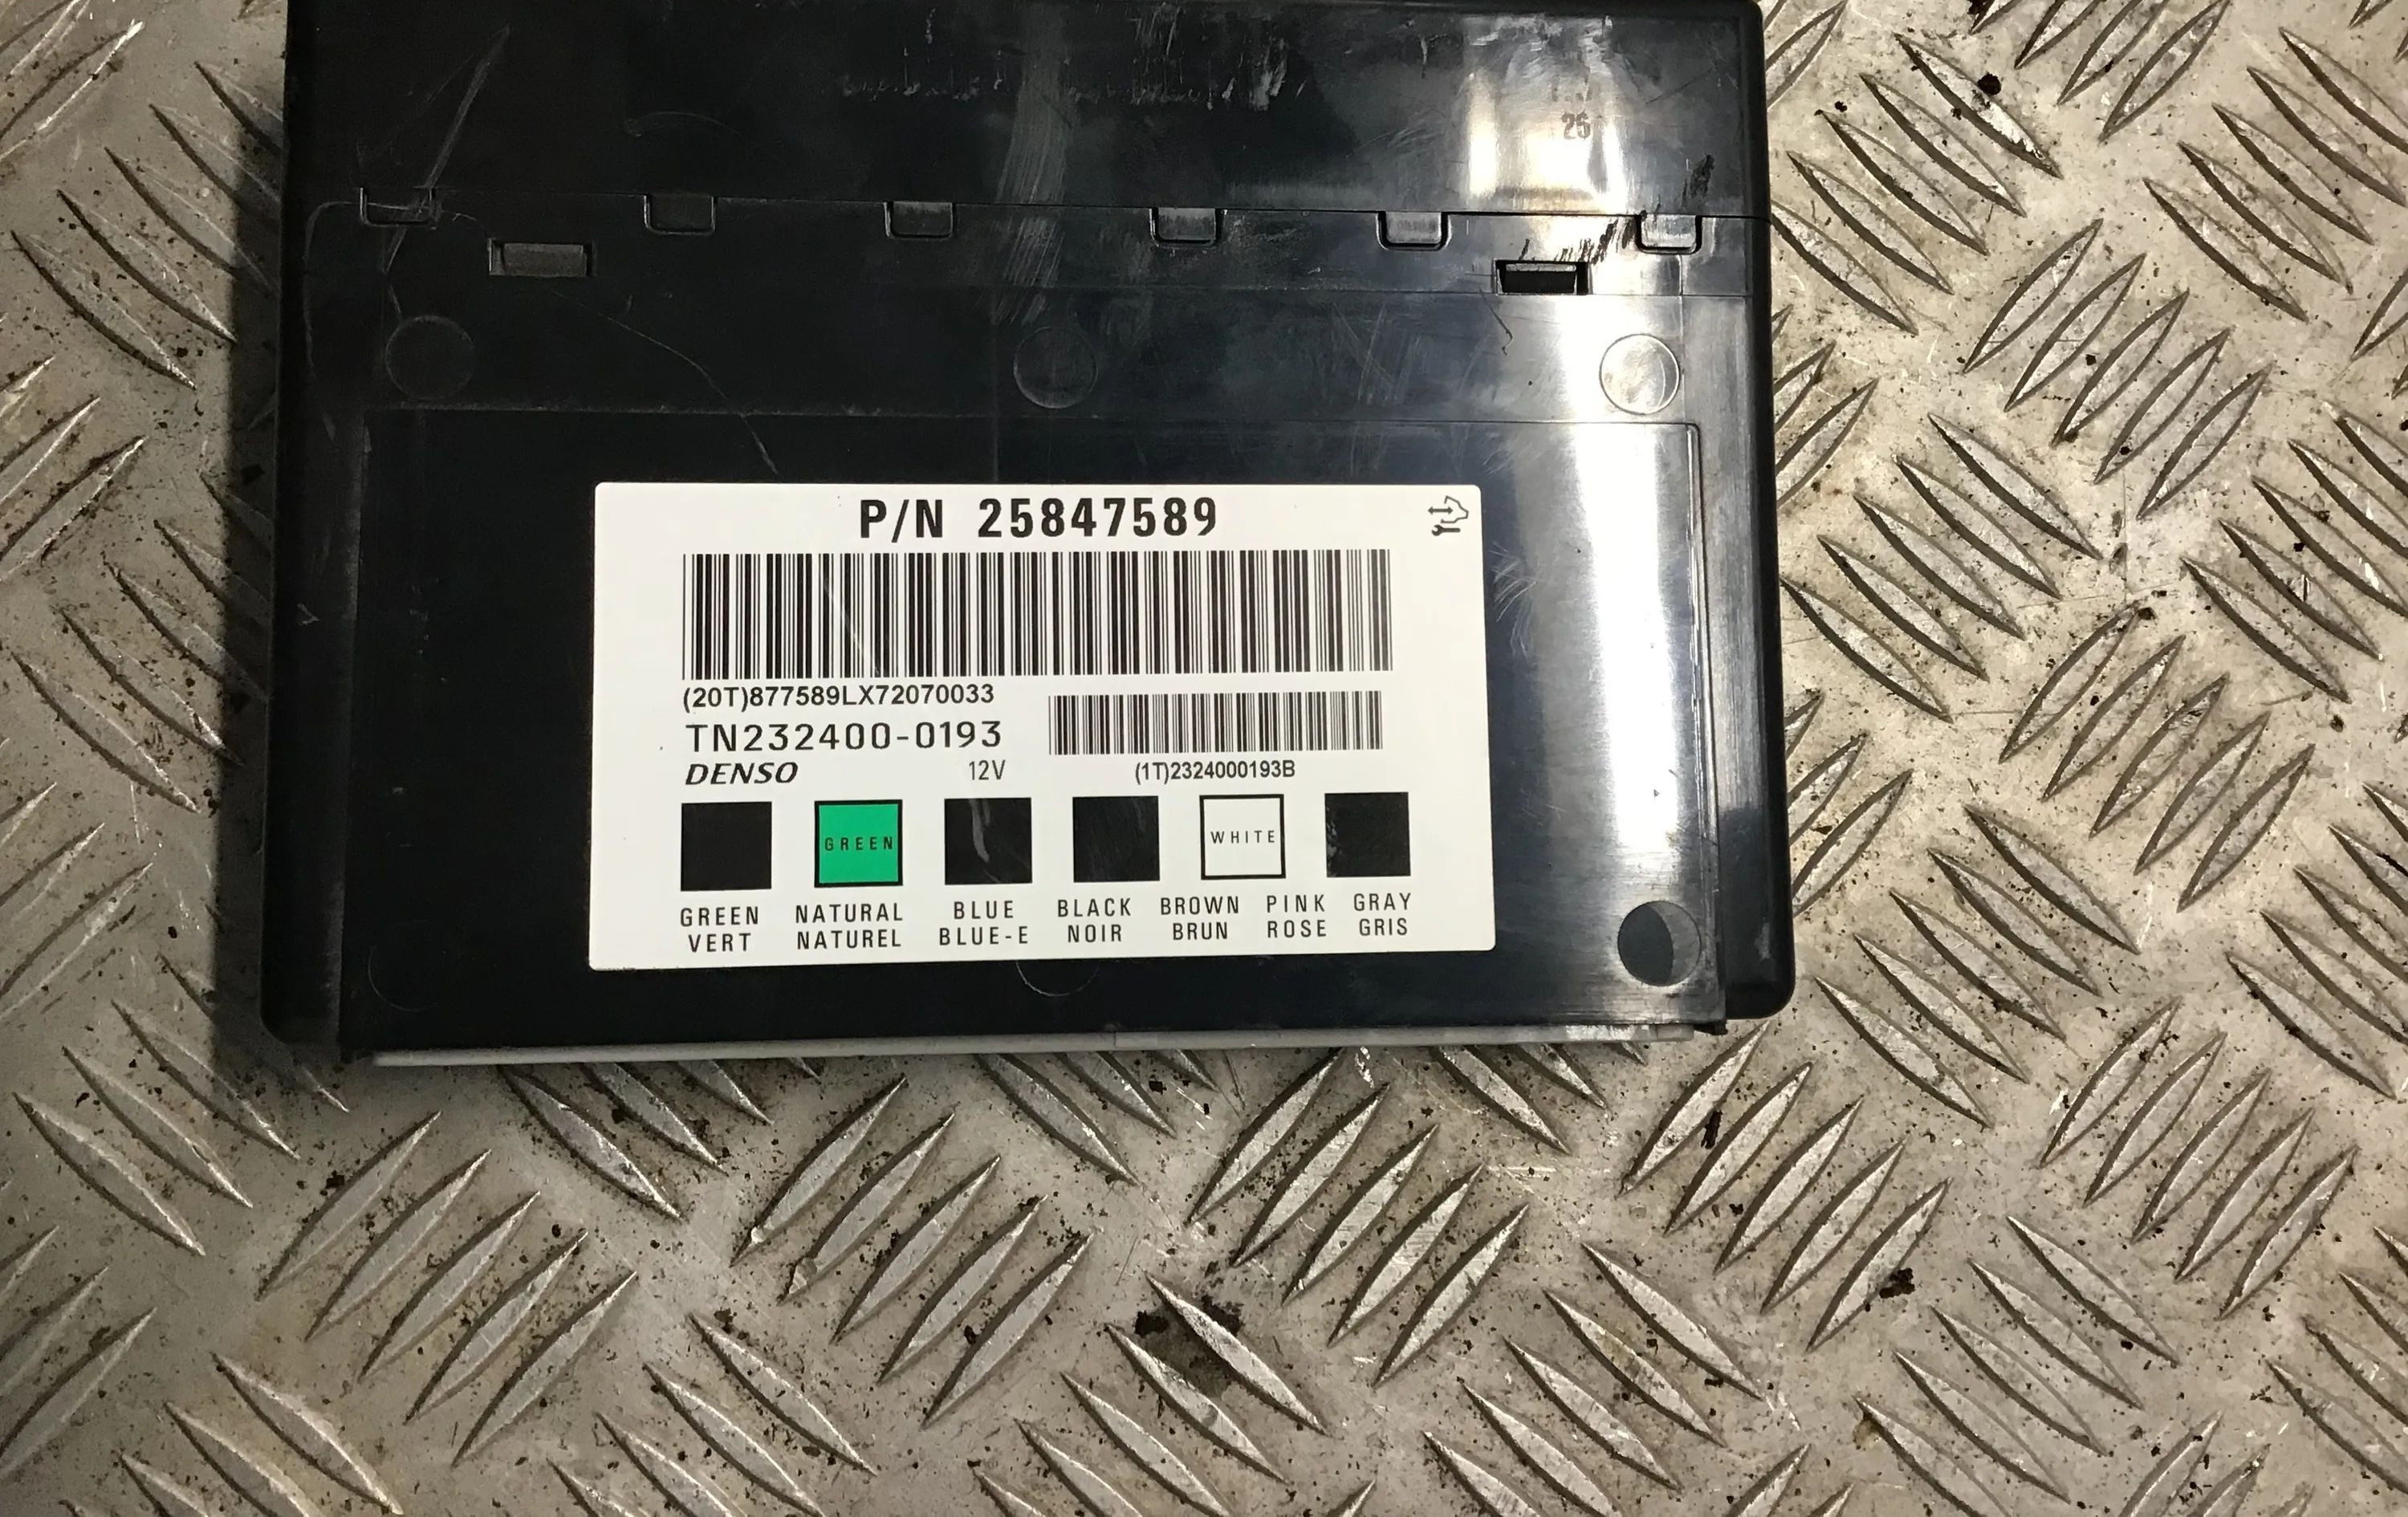 26
P/N 25847589
(20T)877589LX72070033
TN232400-0193
DENSO 12V (1T)2324000193B
GREEN WHITE
GREEN NATURAL BLUE BLACK BROWN PINK GRAY
VERT NATUREL BLUE-E NOIR BRUN ROSE GRIS